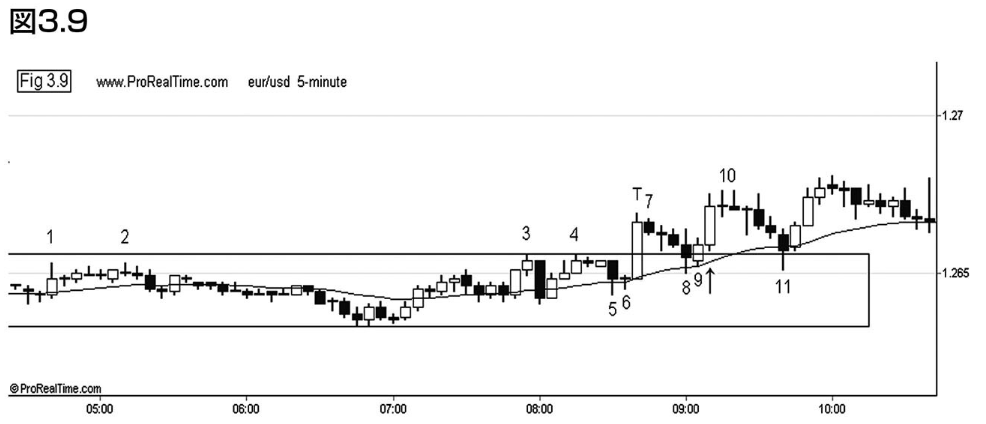 図3.9
Fig 3.9 www.ProRealTime.com eur/usd 5-minute
1.27
10
T 7
1 2 3 4
1.265
5 6 8 9 11
©ProRealTime.com
05:00 06:00 07:00 08:00 09:00 10:00